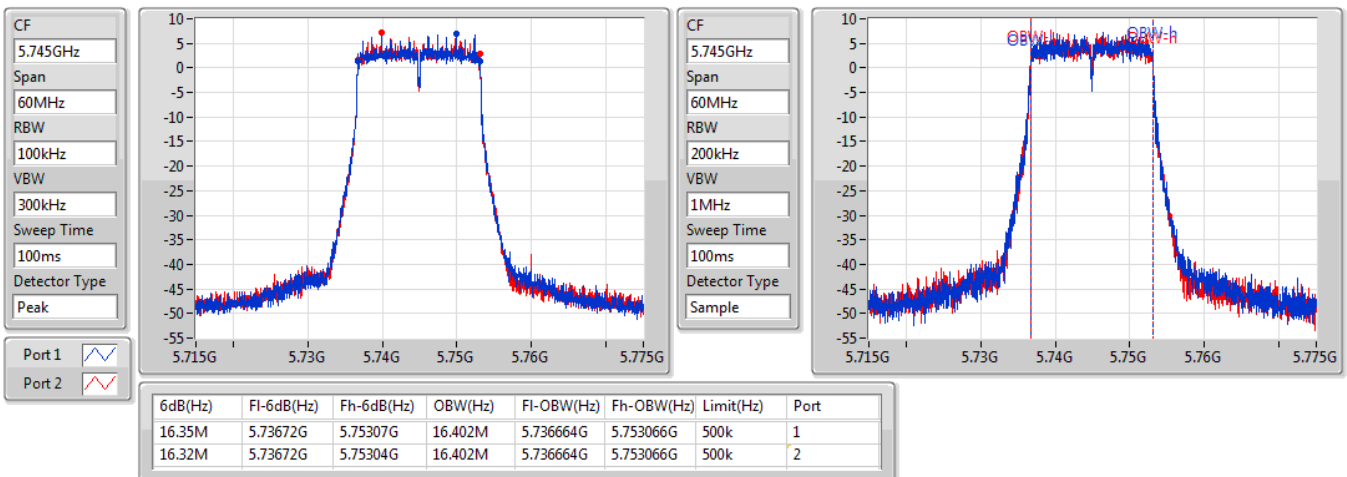 CF
5.745GHz
Span
60MHz
RBW
100kHz
VBW
300kHz
Sweep Time
100ms
Detector Type
Peak
Port 1
Port 2
10
5
0
-5
-10
-15
-20
-25
-30
-35
-40
-45
-50
-55
5.715G 5.73G 5.74G 5.75G 5.76G 5.775G
CF
5.745GHz
Span
60MHz
RBW
200kHz
VBW
1MHz
Sweep Time
100ms
Detector Type
Sample
10
5
0
-5
-10
-15
-20
-25
-30
-35
-40
-45
-50
-55
OBW-h
5.715G 5.73G 5.74G 5.75G 5.76G 5.775G
6dB(Hz) Fl-6dB(Hz) Fh-6dB(Hz) OBW(Hz) Fl-OBW(Hz) Fh-OBW(Hz) Limit(Hz) Port
16.35M 5.73672G 5.75307G 16.402M 5.736664G 5.753066G 500k 1
16.32M 5.73672G 5.75304G 16.402M 5.736664G 5.753066G 500k 2